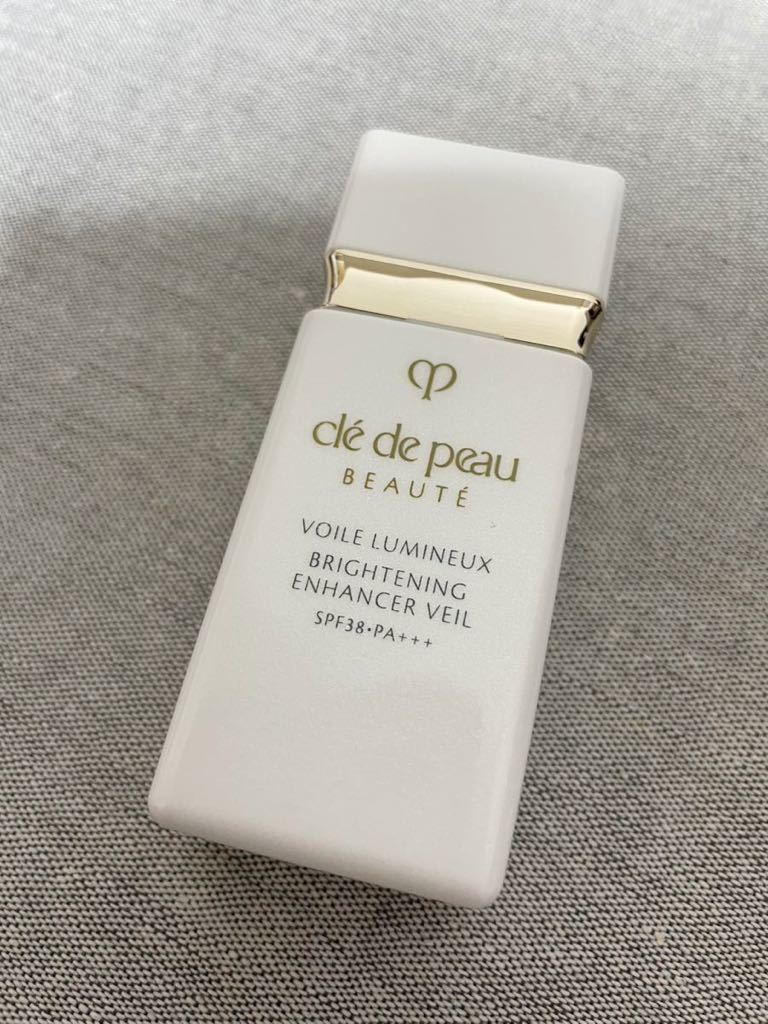 clé de peau
BEAUTÉ
VOILE LUMINEUX
BRIGHTENING
ENHANCER VEIL
SPF38・PA+++